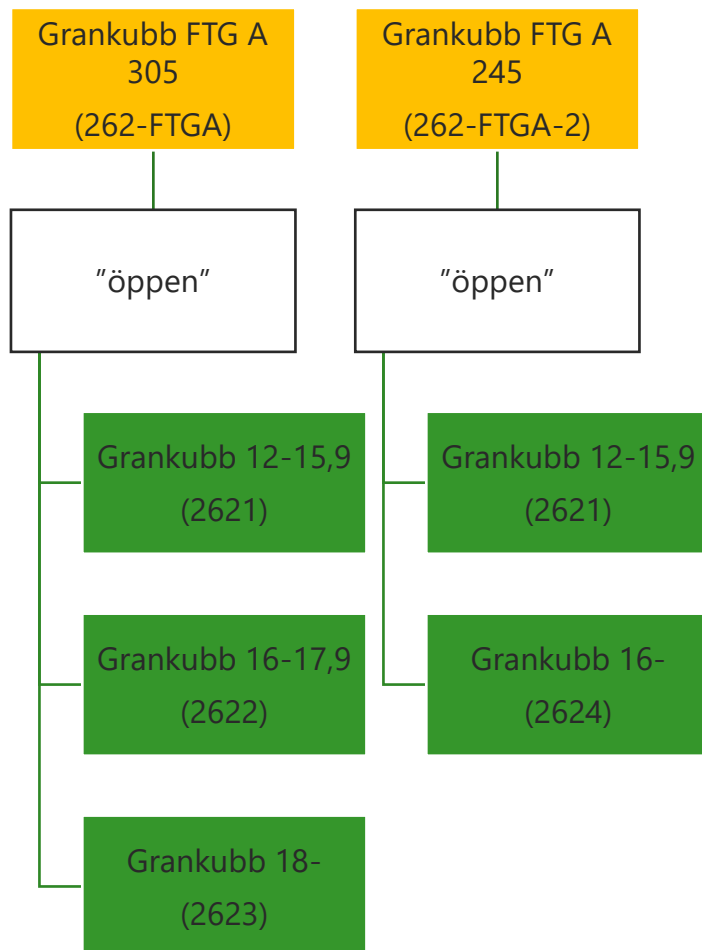 Grankubb FTG A
305
(262-FTGA)
Grankubb FTG A
245
(262-FTGA-2)
”öppen”
”öppen”
Grankubb 12-15,9
(2621)
Grankubb 12-15,9
(2621)
Grankubb 16-17,9
(2622)
Grankubb 16-
(2624)
Grankubb 18-
(2623)